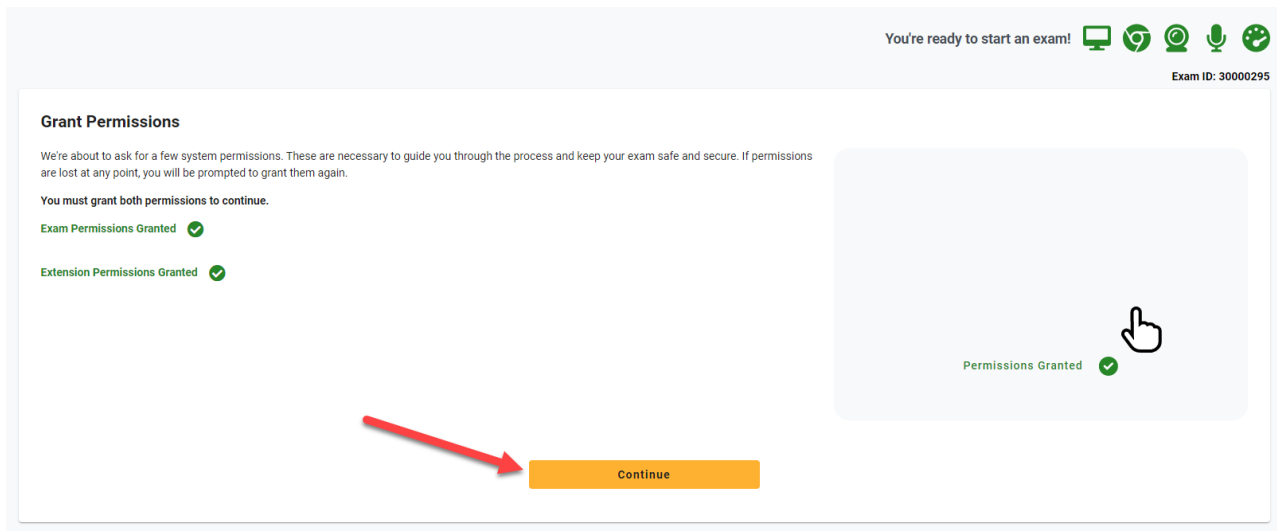 You're ready to start an exam!
Exam ID: 30000295
Grant Permissions
We're about to ask for a few system permissions. These are necessary to guide you through the process and keep your exam safe and secure. If permissions
are lost at any point, you will be prompted to grant them again.
You must grant both permissions to continue.
Exam Permissions Granted
Extension Permissions Granted
Permissions Granted
Continue